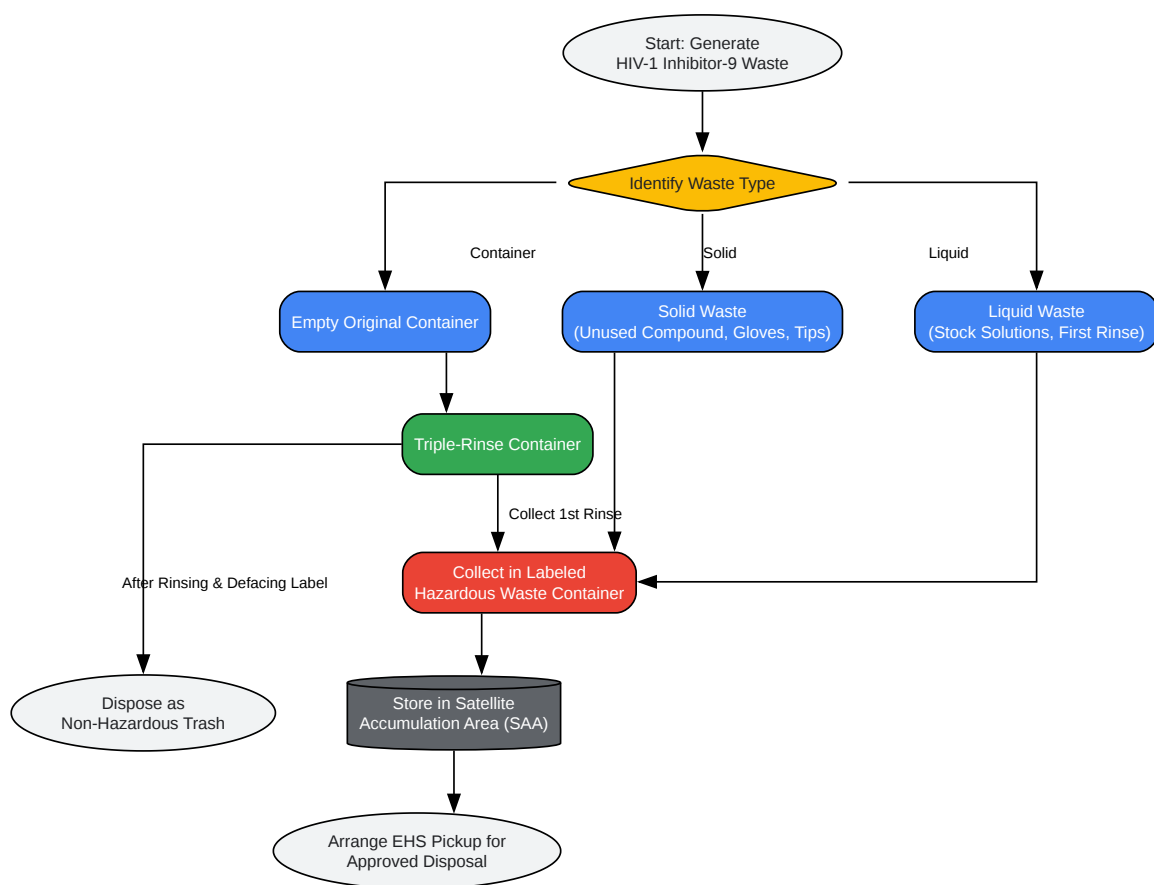 Start: Generate
HIV-1 Inhibitor-9 Waste
Identify Waste Type
Container
Solid
Liquid
Empty Original Container
Solid Waste
(Unused Compound, Gloves, Tips)
Liquid Waste
(Stock Solutions, First Rinse)
Triple-Rinse Container
Collect 1st Rinse
After Rinsing & Defacing Label
Collect in Labeled
Hazardous Waste Container
Dispose as
Non-Hazardous Trash
Store in Satellite
Accumulation Area (SAA)
Arrange EHS Pickup for
Approved Disposal